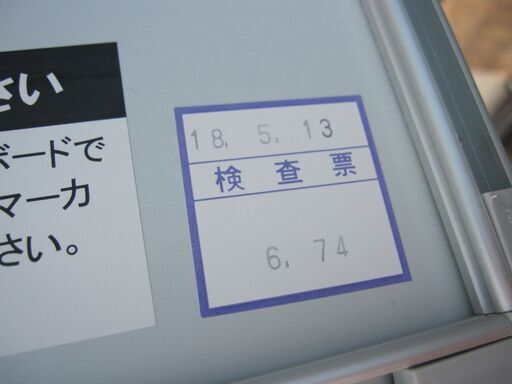 さい
ボードで
マーカ
さい。
18. 5. 13
検査票
6. 74